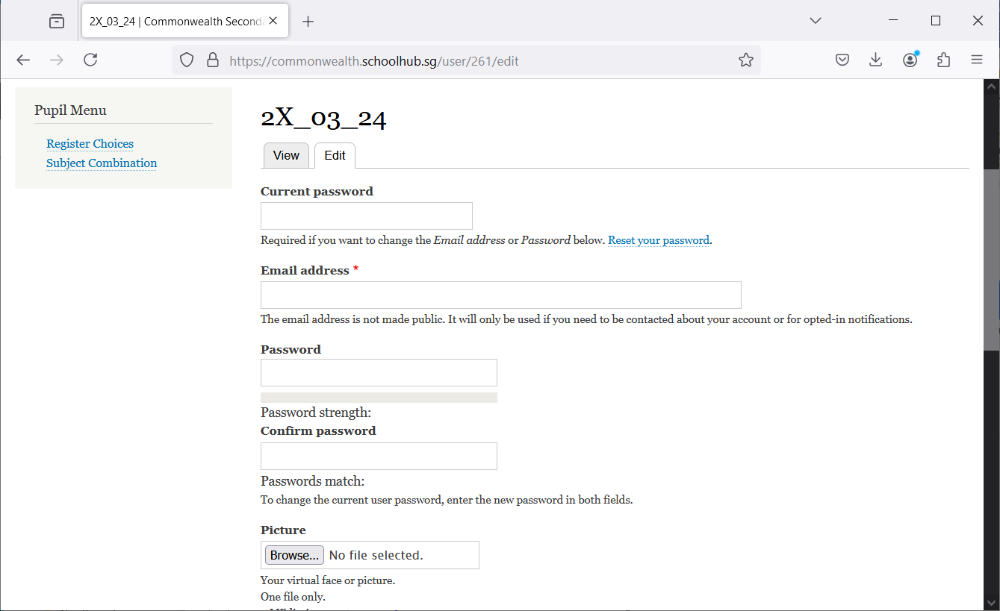 2X_03_24 | Commonwealth Seconda
https://commonwealth.schoolhub.sg/user/261/edit
Pupil Menu
Register Choices
Subject Combination
2X_03_24
View
Edit
Current password
Required if you want to change the Email address or Password below. Reset your password.
Email address *
The email address is not made public. It will only be used if you need to be contacted about your account or for opted-in notifications.
Password
Password strength:
Confirm password
Passwords match:
To change the current user password, enter the new password in both fields.
Picture
Browse... No file selected.
Your virtual face or picture.
One file only.